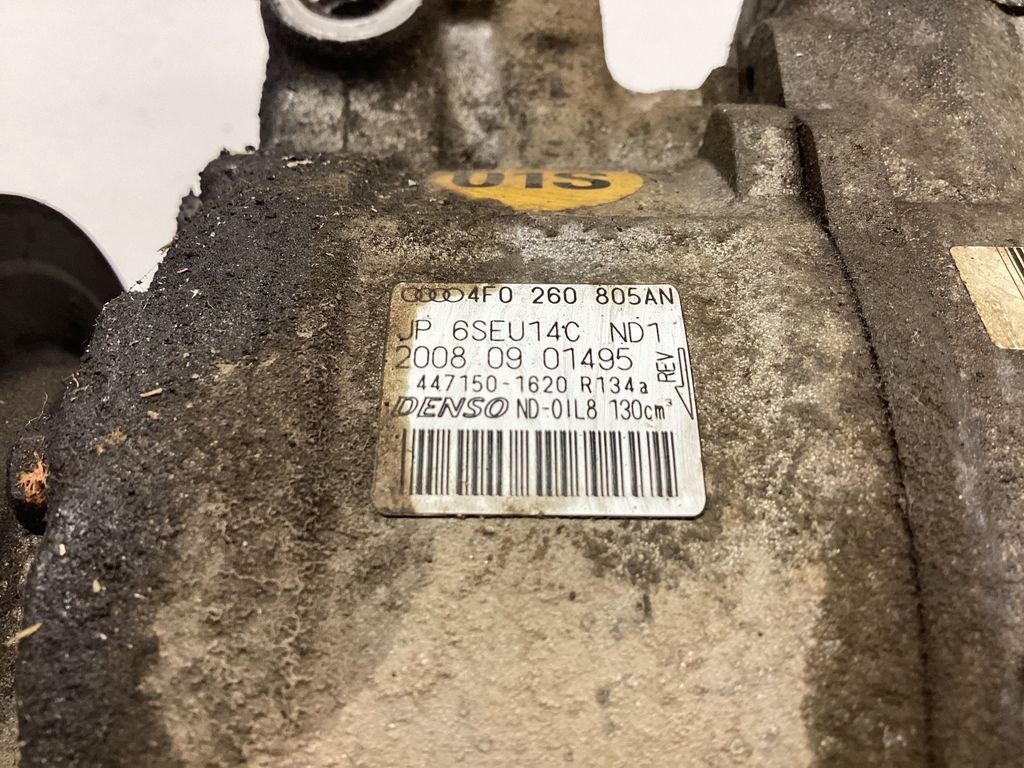 4F0 260 805AN
JP 6SEU14C ND1
2008 09 01495
447150-1620 R134a
REV
DENSO ND-OIL8 130cm³